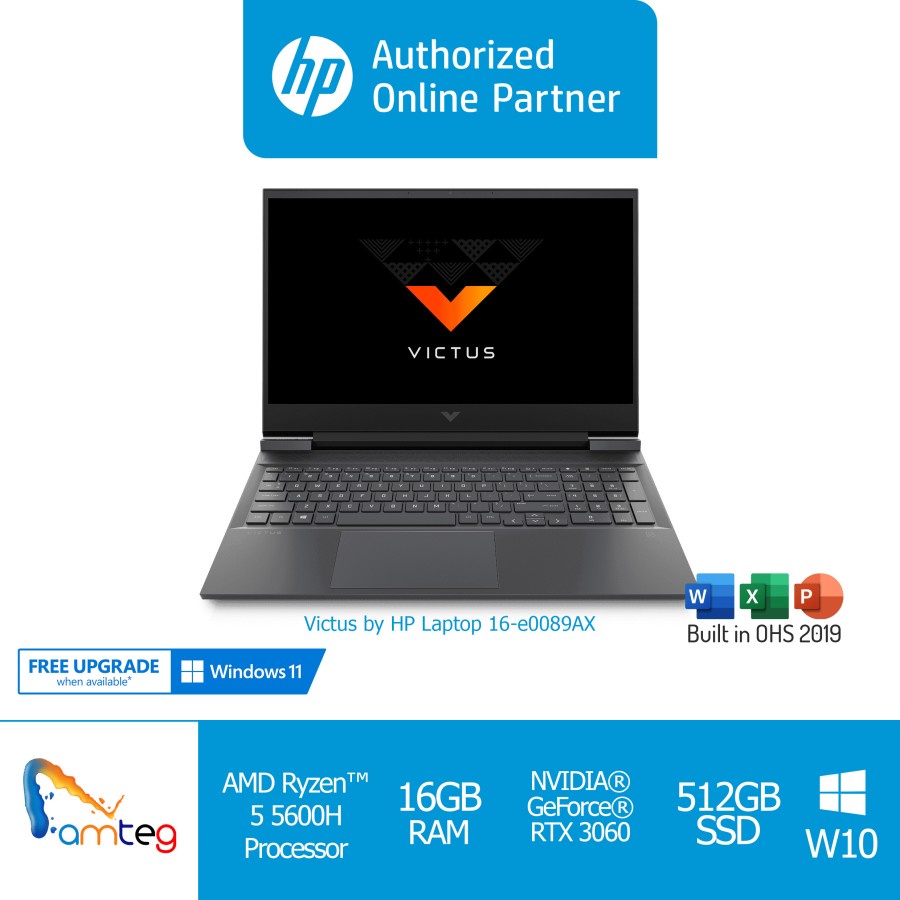 hp
Authorized
Online Partner
VICTUS
Victus by HP Laptop 16-e0089AX
W
X
P
Built in OHS 2019
FREE UPGRADE
when available*
Windows 11
amteg
AMD Ryzen™
5 5600H
Processor
16GB
RAM
NVIDIA®
GeForce®
RTX 3060
512GB
SSD
W10